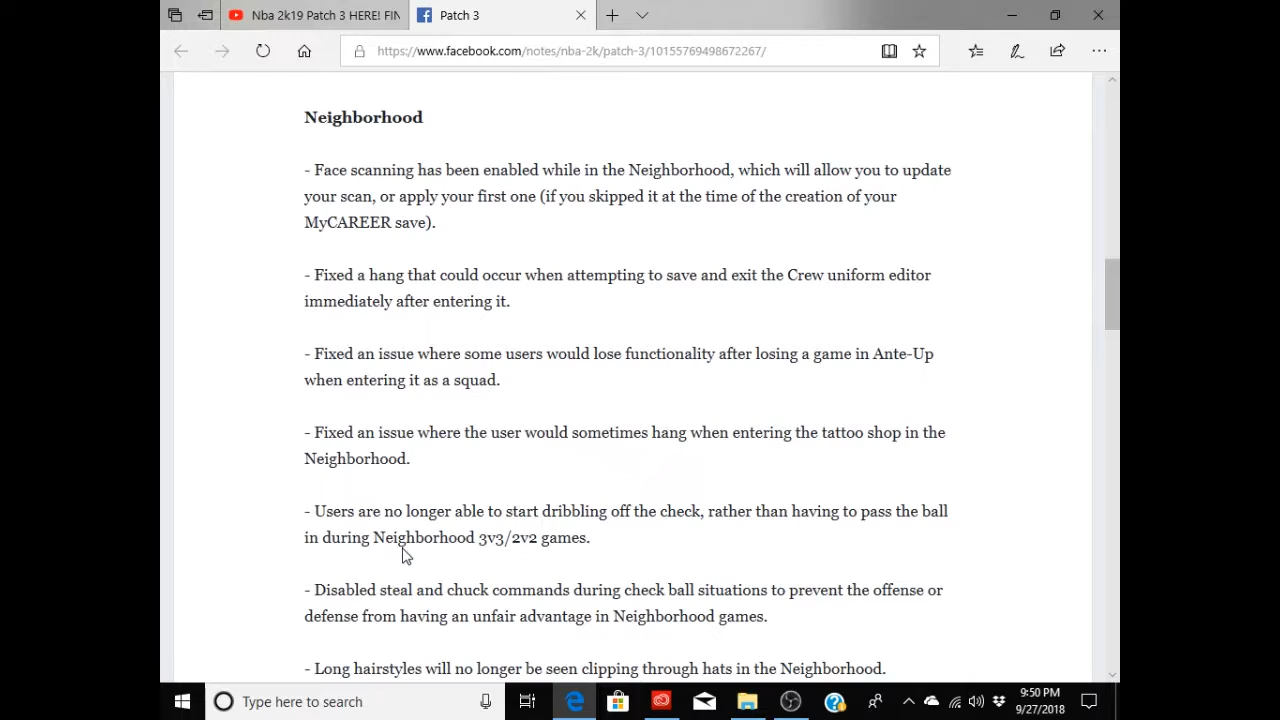 Nba 2k19 Patch 3 HERE! FIN
Patch 3
https://www.facebook.com/notes/nba-2k/patch-3/10155769498672267/
Neighborhood
- Face scanning has been enabled while in the Neighborhood, which will allow you to update
your scan, or apply your first one (if you skipped it at the time of the creation of your
MyCAREER save).
- Fixed a hang that could occur when attempting to save and exit the Crew uniform editor
immediately after entering it.
- Fixed an issue where some users would lose functionality after losing a game in Ante-Up
when entering it as a squad.
- Fixed an issue where the user would sometimes hang when entering the tattoo shop in the
Neighborhood.
- Users are no longer able to start dribbling off the check, rather than having to pass the ball
in during Neighborhood 3v3/2v2 games.
- Disabled steal and chuck commands during check ball situations to prevent the offense or
defense from having an unfair advantage in Neighborhood games.
- Long hairstyles will no longer be seen clipping through hats in the Neighborhood.
Type here to search
9:50 PM
9/27/2018